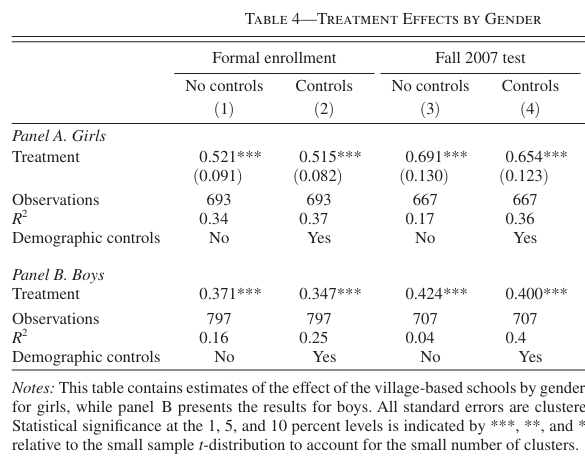 TABLE 4—TREATMENT EFFECTS BY GENDER
Formal enrollment Fall 2007 test
No controls Controls No controls Controls
(1) (2) (3) (4)
Panel A. Girls
Treatment 0.521*** 0.515*** 0.691*** 0.654***
(0.091) (0.082) (0.130) (0.123)
Observations 693 693 667 667
R² 0.34 0.37 0.17 0.36
Demographic controls No Yes No Yes
Panel B. Boys
Treatment 0.371*** 0.347*** 0.424*** 0.400***
Observations 797 797 707 707
R² 0.16 0.25 0.04 0.4
Demographic controls No Yes No Yes
Notes: This table contains estimates of the effect of the village-based schools by gender
for girls, while panel B presents the results for boys. All standard errors are clustere
Statistical significance at the 1, 5, and 10 percent levels is indicated by ***, **, and *
relative to the small sample t-distribution to account for the small number of clusters.